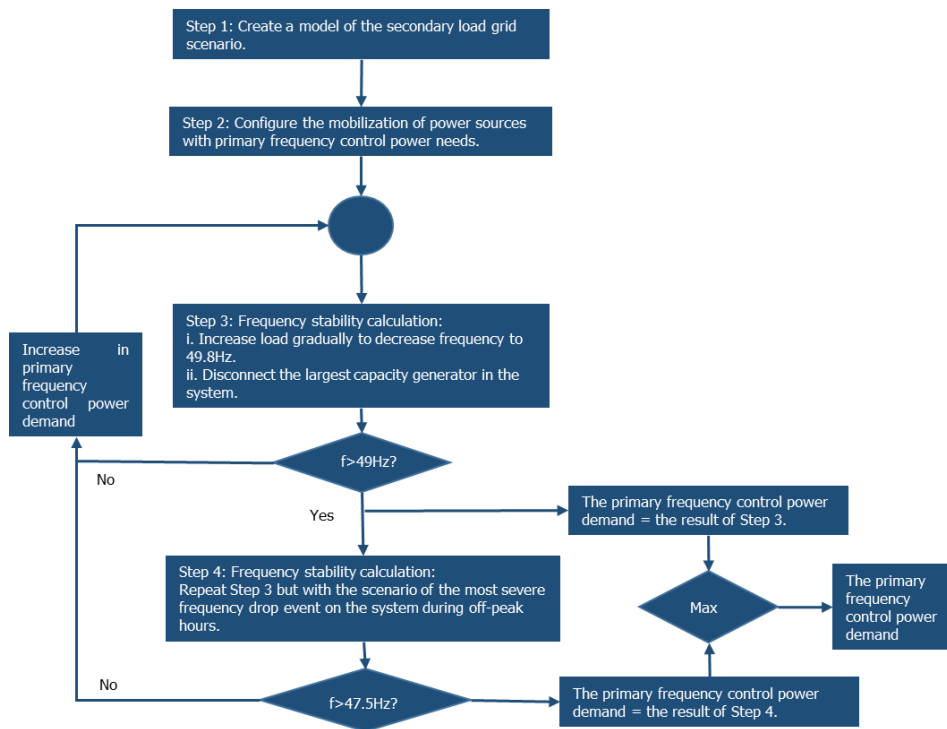 Step 1: Create a model of the secondary load grid
scenario.
Step 2: Configure the mobilization of power sources
with primary frequency control power needs.
Step 3: Frequency stability calculation:
i. Increase load gradually to decrease frequency to
49.8Hz.
ii. Disconnect the largest capacity generator in the
system.
Increase in
primary
frequency
control power
demand
f>49Hz?
No
Yes
The primary frequency control power
demand = the result of Step 3.
Step 4: Frequency stability calculation:
Repeat Step 3 but with the scenario of the most severe
frequency drop event on the system during off-peak
hours.
Max
The primary
frequency
control power
demand
No
f>47.5Hz?
The primary frequency control power
demand = the result of Step 4.